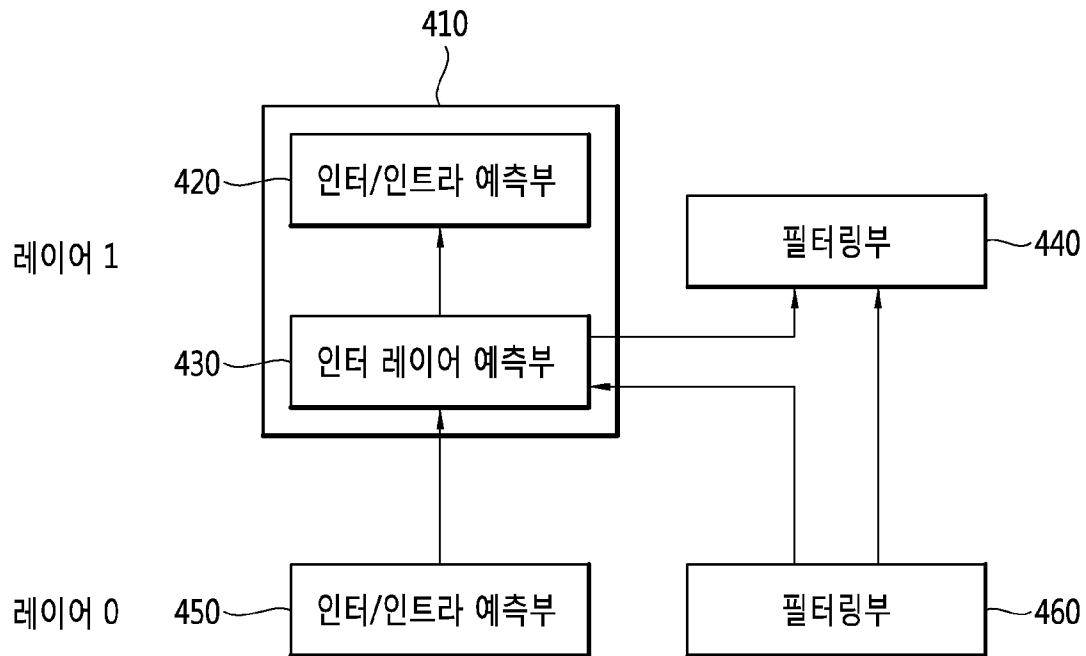 410
420 인터/인트라 예측부
필터링부 440
레이어 1
430 인터 레이어 예측부
레이어 0 450 인터/인트라 예측부 필터링부 460